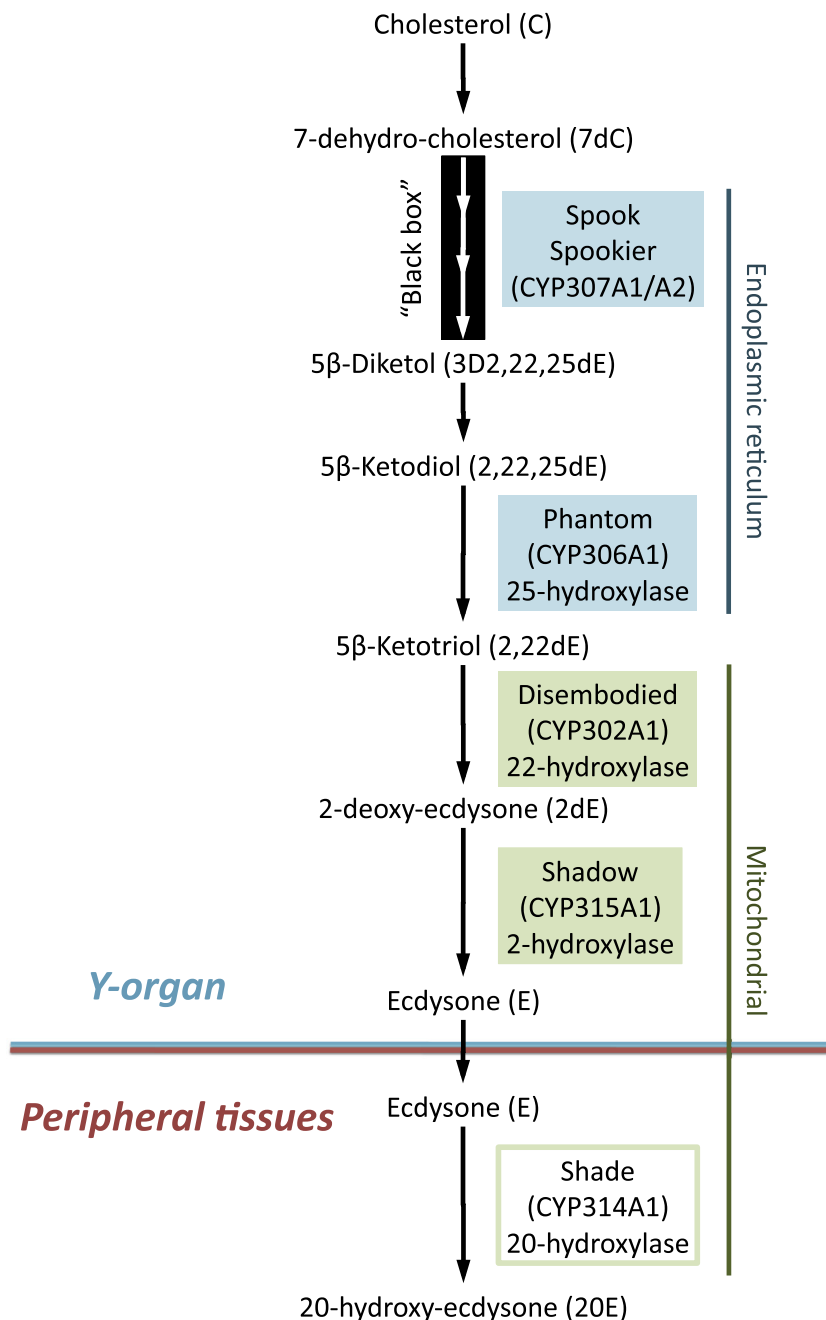 Cholesterol (C)
7-dehydro-cholesterol (7dC)
“Black box”
Spook
Spookier
(CYP307A1/A2)
Endoplasmic reticulum
5β-Diketol (3D2,22,25dE)
5β-Ketodiol (2,22,25dE)
Phantom
(CYP306A1)
25-hydroxylase
5β-Ketotriol (2,22dE)
Disembodied
(CYP302A1)
22-hydroxylase
2-deoxy-ecdysone (2dE)
Shadow
(CYP315A1)
2-hydroxylase
Mitochondrial
Y-organ
Ecdysone (E)
Peripheral tissues
Ecdysone (E)
Shade
(CYP314A1)
20-hydroxylase
20-hydroxy-ecdysone (20E)